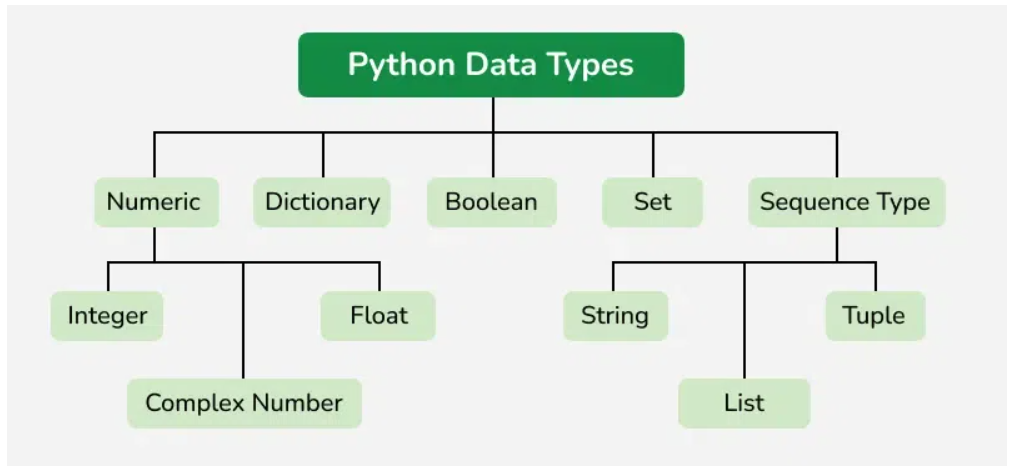 Python Data Types
Numeric
Dictionary
Boolean
Set
Sequence Type
Integer
Float
String
Tuple
Complex Number
List